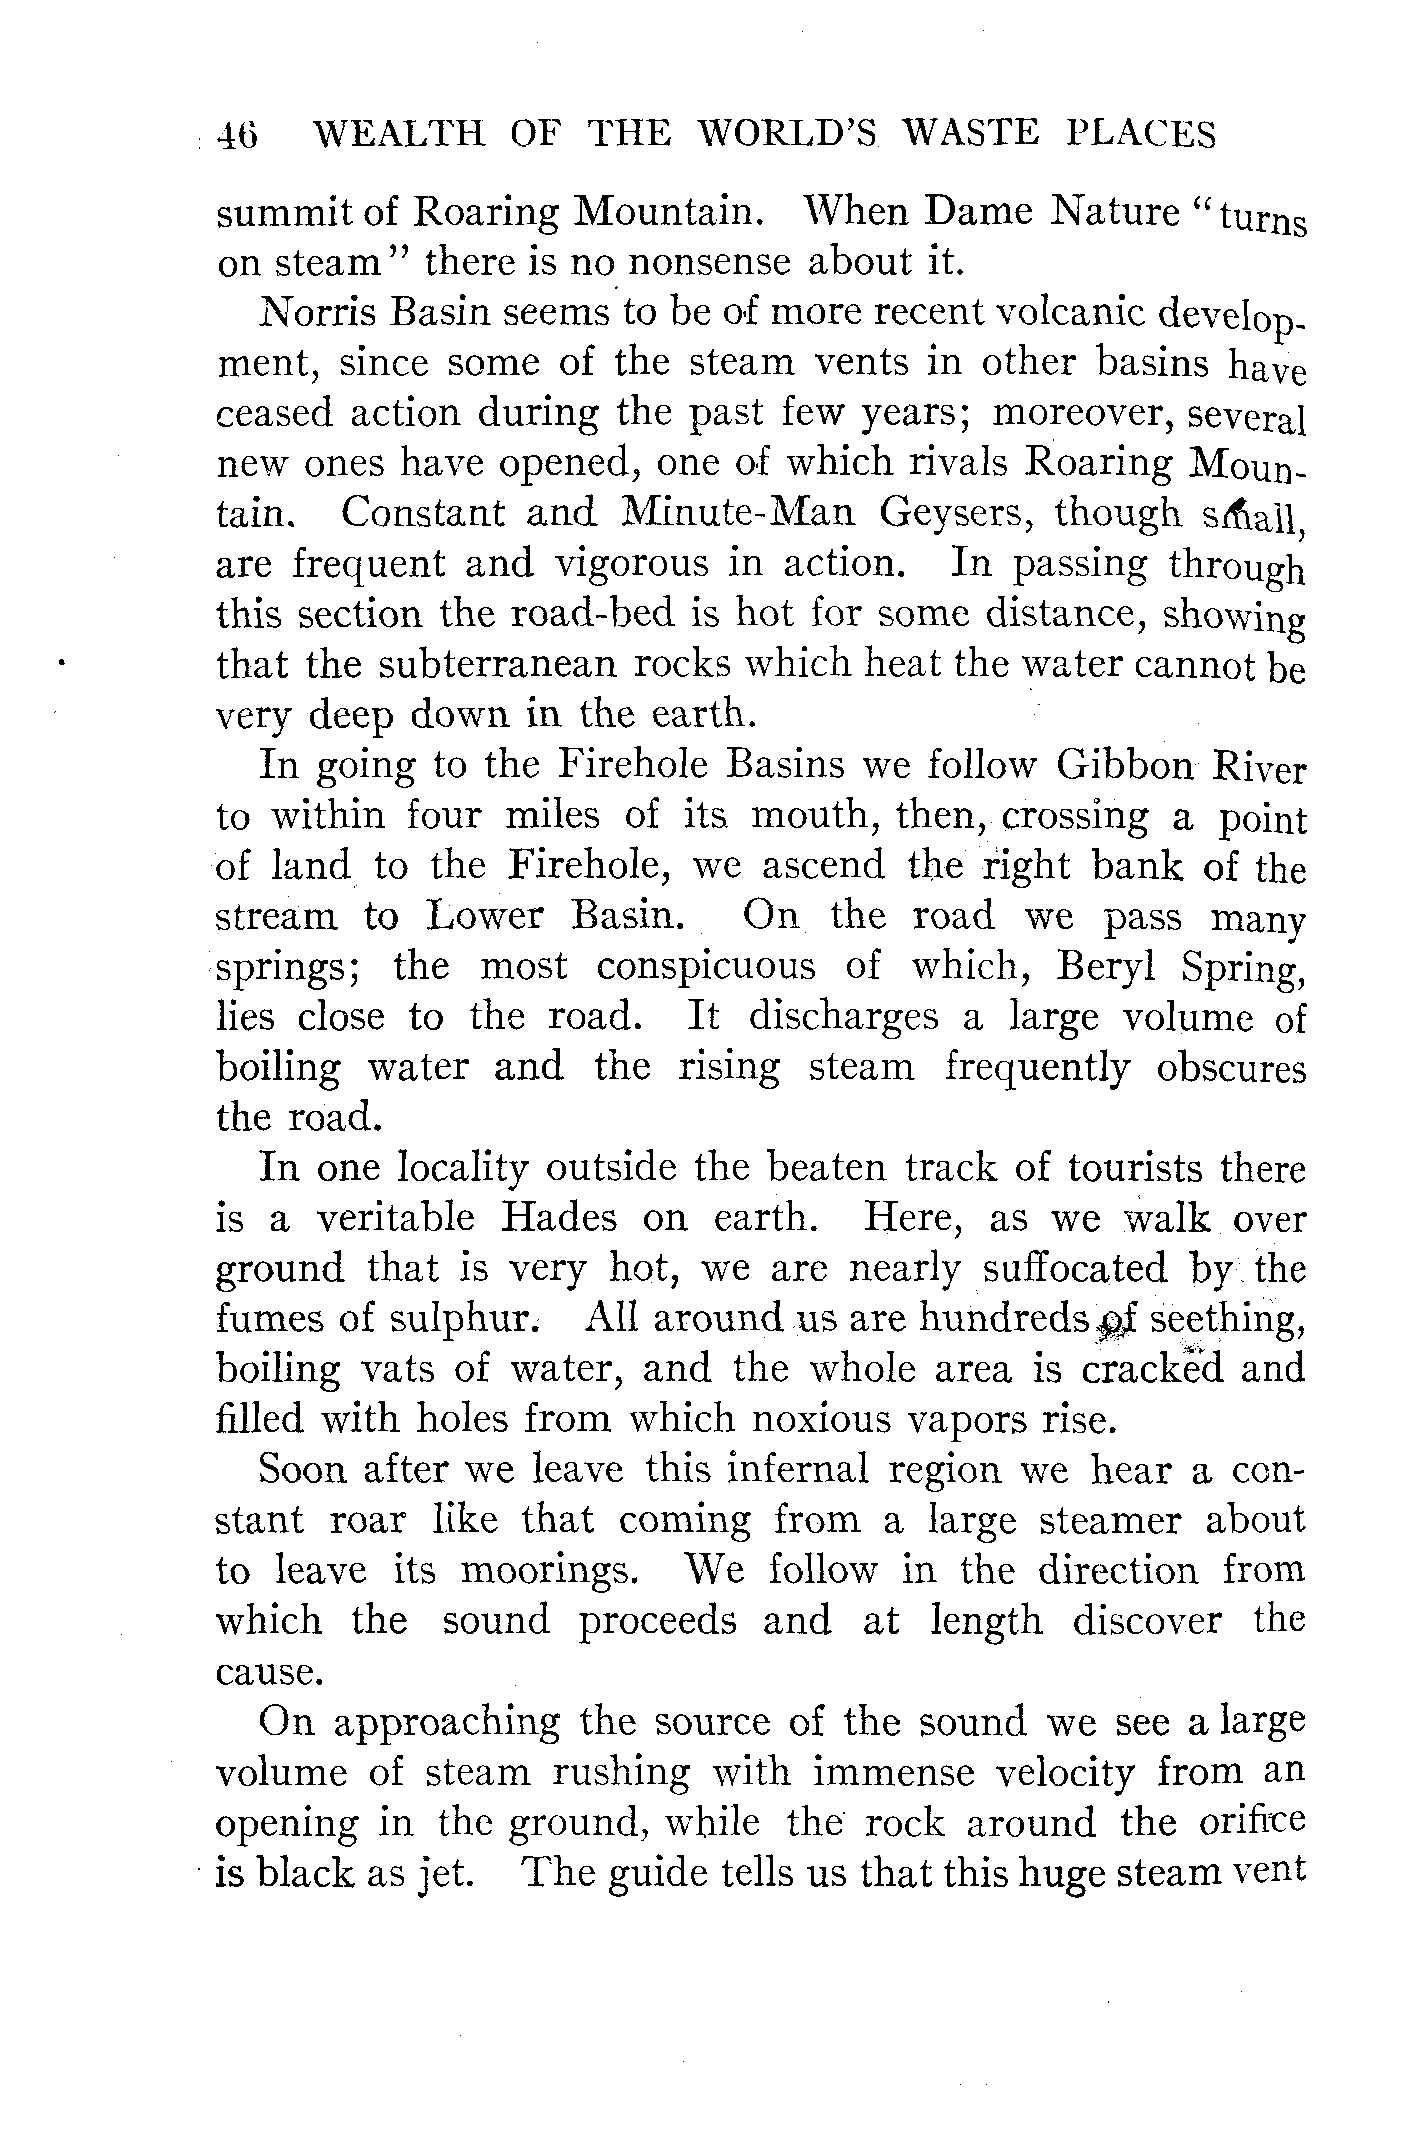 46 WEALTH OF THE WORLD'S WASTE PLACES
summit of Roaring Mountain. When Dame Nature "turns
on steam" there is no nonsense about it.
Norris Basin seems to be of more recent volcanic develop-
ment, since some of the steam vents in other basins have
ceased action during the past few years; moreover, several
new ones have opened, one of which rivals Roaring Moun-
tain. Constant and Minute-Man Geysers, though small,
are frequent and vigorous in action. In passing through
this section the road-bed is hot for some distance, showing
that the subterranean rocks which heat the water cannot be
very deep down in the earth.
In going to the Firehole Basins we follow Gibbon River
to within four miles of its mouth, then, crossing a point
of land to the Firehole, we ascend the right bank of the
stream to Lower Basin. On the road we pass many
springs; the most conspicuous of which, Beryl Spring,
lies close to the road. It discharges a large volume of
boiling water and the rising steam frequently obscures
the road.
In one locality outside the beaten track of tourists there
is a veritable Hades on earth. Here, as we walk over
ground that is very hot, we are nearly suffocated by the
fumes of sulphur. All around us are hundreds of seething,
boiling vats of water, and the whole area is cracked and
filled with holes from which noxious vapors rise.
Soon after we leave this infernal region we hear a con-
stant roar like that coming from a large steamer about
to leave its moorings. We follow in the direction from
which the sound proceeds and at length discover the
cause.
On approaching the source of the sound we see a large
volume of steam rushing with immense velocity from an
opening in the ground, while the rock around the orifice
is black as jet. The guide tells us that this huge steam vent